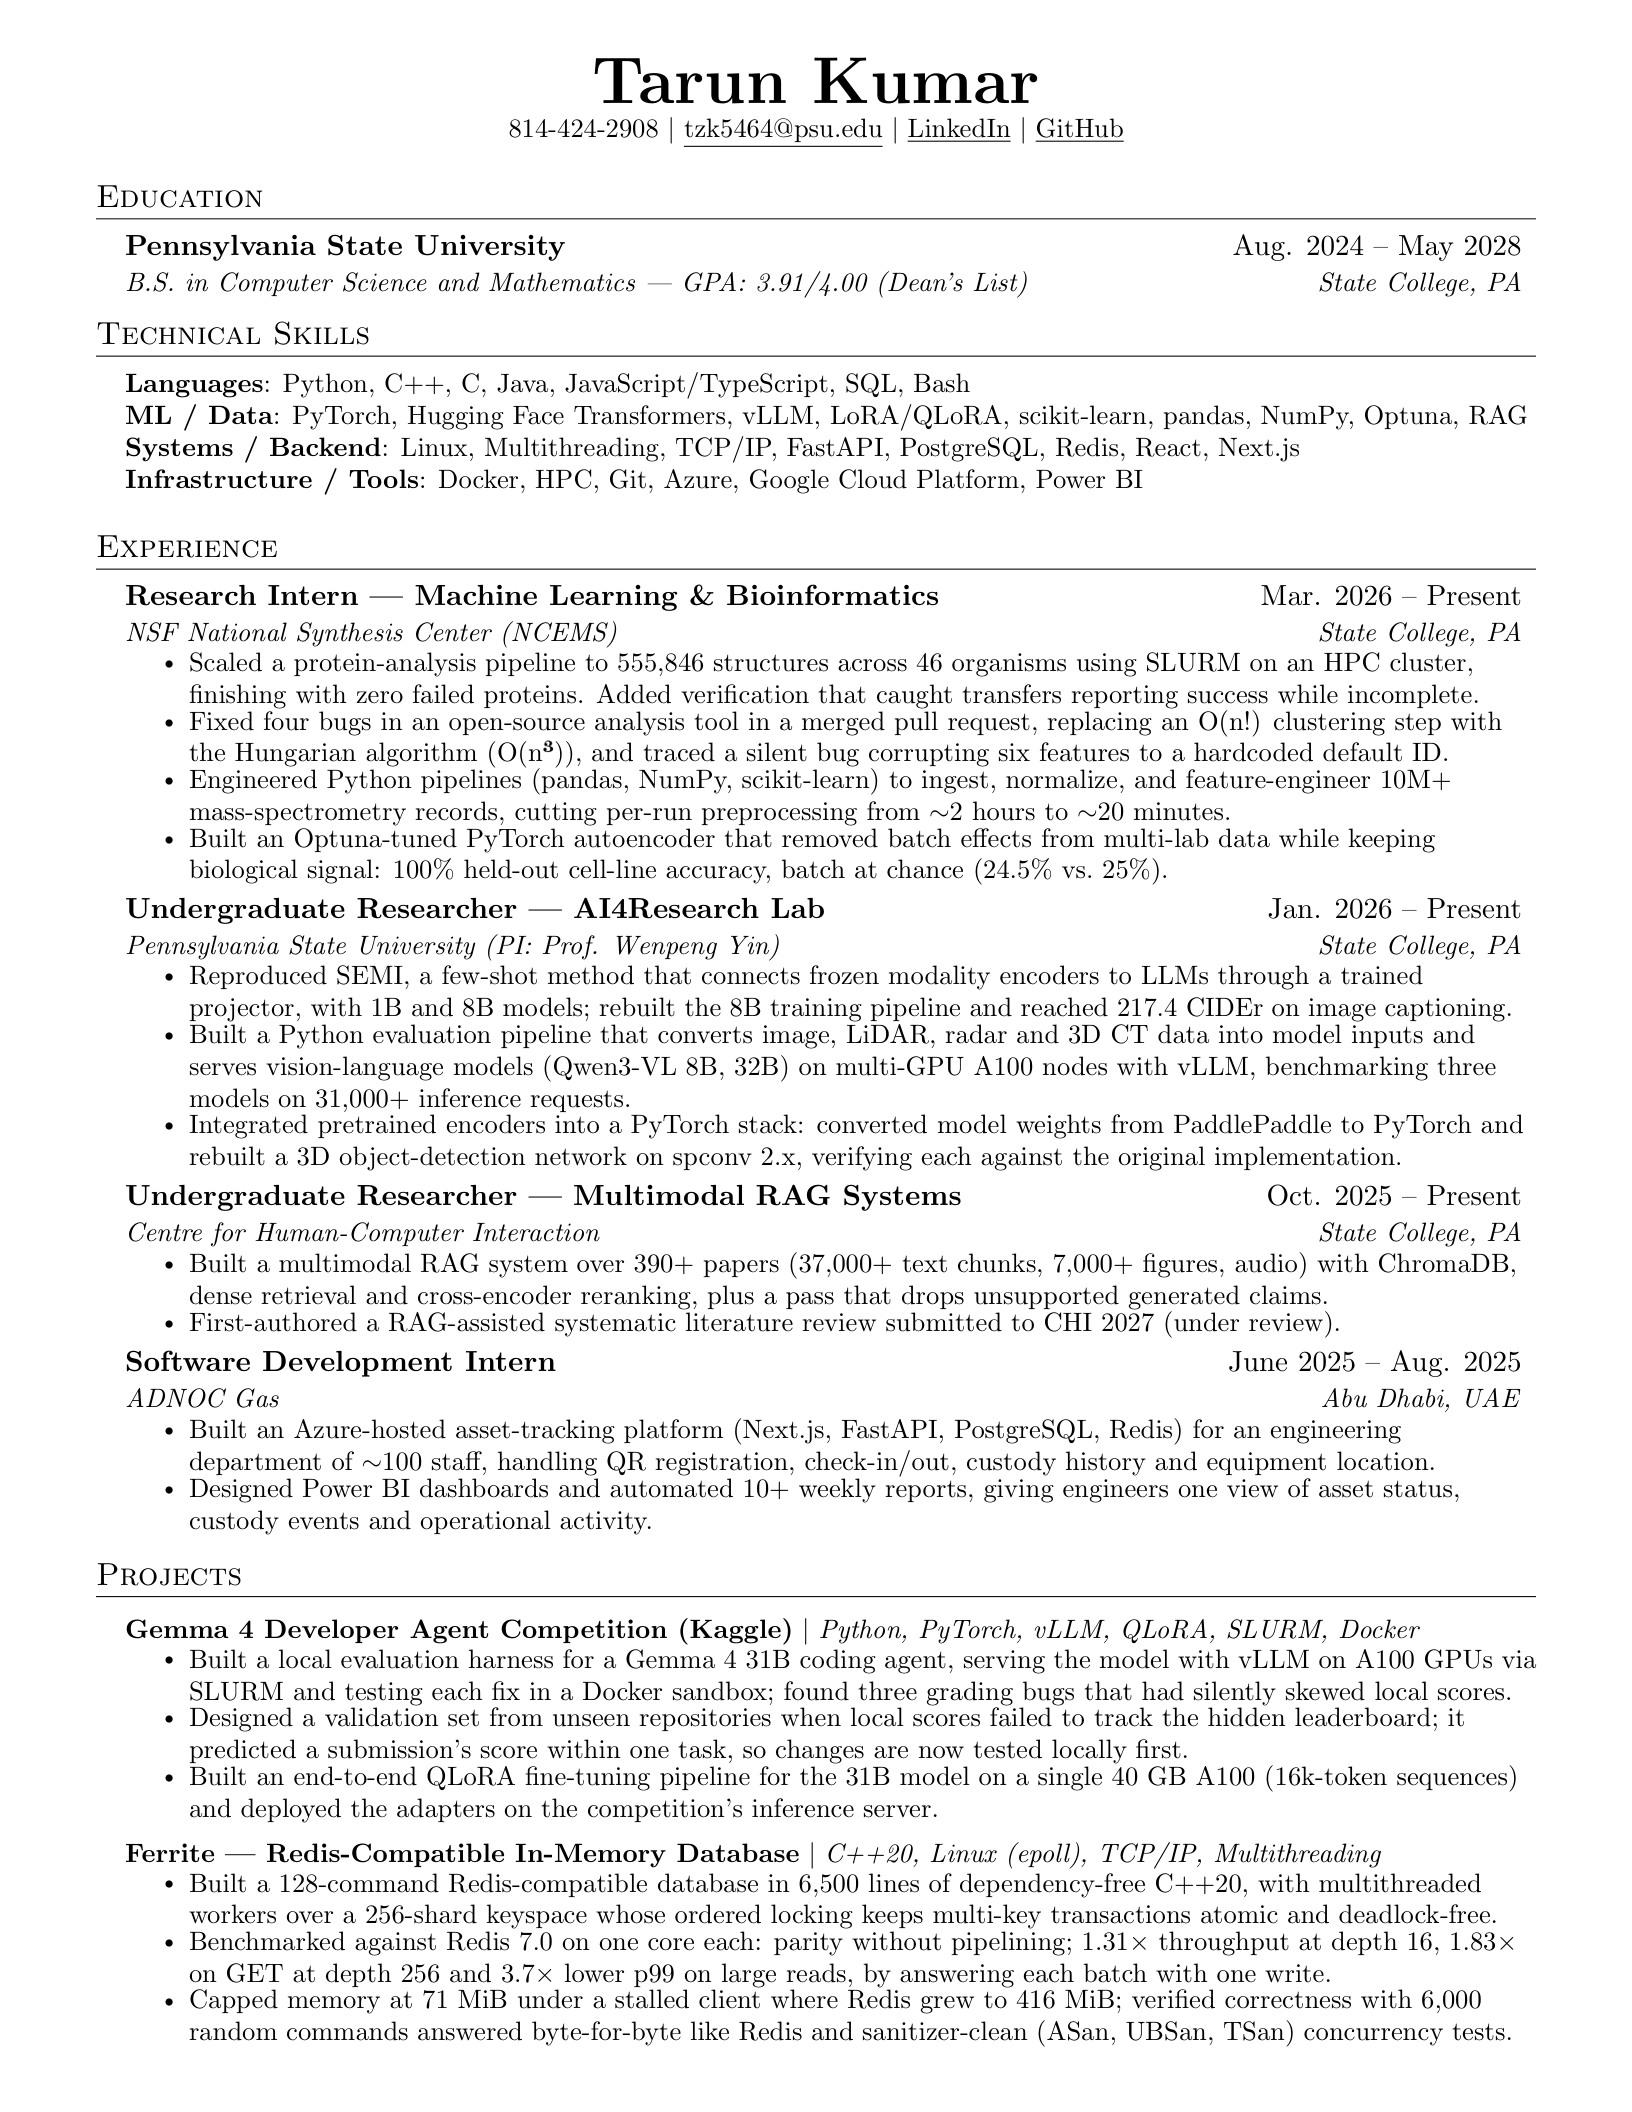 Tarun Kumar
814-424-2908 | tzk5464@psu.edu | LinkedIn | GitHub
Education
Pennsylvania State University Aug. 2024 – May 2028
B.S. in Computer Science and Mathematics — GPA: 3.91/4.00 (Dean's List) State College, PA
Technical Skills
Languages: Python, C++, C, Java, JavaScript/TypeScript, SQL, Bash
ML / Data: PyTorch, Hugging Face Transformers, vLLM, LoRA/QLoRA, scikit-learn, pandas, NumPy, Optuna, RAG
Systems / Backend: Linux, Multithreading, TCP/IP, FastAPI, PostgreSQL, Redis, React, Next.js
Infrastructure / Tools: Docker, HPC, Git, Azure, Google Cloud Platform, Power BI
Experience
Research Intern — Machine Learning & Bioinformatics Mar. 2026 – Present
NSF National Synthesis Center (NCEMS) State College, PA
• Scaled a protein-analysis pipeline to 555,846 structures across 46 organisms using SLURM on an HPC cluster,
finishing with zero failed proteins. Added verification that caught transfers reporting success while incomplete.
• Fixed four bugs in an open-source analysis tool in a merged pull request, replacing an O(n!) clustering step with
the Hungarian algorithm (O(n³)), and traced a silent bug corrupting six features to a hardcoded default ID.
• Engineered Python pipelines (pandas, NumPy, scikit-learn) to ingest, normalize, and feature-engineer 10M+
mass-spectrometry records, cutting per-run preprocessing from ~2 hours to ~20 minutes.
• Built an Optuna-tuned PyTorch autoencoder that removed batch effects from multi-lab data while keeping
biological signal: 100% held-out cell-line accuracy, batch at chance (24.5% vs. 25%).
Undergraduate Researcher — AI4Research Lab Jan. 2026 – Present
Pennsylvania State University (PI: Prof. Wenpeng Yin) State College, PA
• Reproduced SEMI, a few-shot method that connects frozen modality encoders to LLMs through a trained
projector, with 1B and 8B models; rebuilt the 8B training pipeline and reached 217.4 CIDEr on image captioning.
• Built a Python evaluation pipeline that converts image, LiDAR, radar and 3D CT data into model inputs and
serves vision-language models (Qwen3-VL 8B, 32B) on multi-GPU A100 nodes with vLLM, benchmarking three
models on 31,000+ inference requests.
• Integrated pretrained encoders into a PyTorch stack: converted model weights from PaddlePaddle to PyTorch and
rebuilt a 3D object-detection network on spconv 2.x, verifying each against the original implementation.
Undergraduate Researcher — Multimodal RAG Systems Oct. 2025 – Present
Centre for Human-Computer Interaction State College, PA
• Built a multimodal RAG system over 390+ papers (37,000+ text chunks, 7,000+ figures, audio) with ChromaDB,
dense retrieval and cross-encoder reranking, plus a pass that drops unsupported generated claims.
• First-authored a RAG-assisted systematic literature review submitted to CHI 2027 (under review).
Software Development Intern June 2025 – Aug. 2025
ADNOC Gas Abu Dhabi, UAE
• Built an Azure-hosted asset-tracking platform (Next.js, FastAPI, PostgreSQL, Redis) for an engineering
department of ~100 staff, handling QR registration, check-in/out, custody history and equipment location.
• Designed Power BI dashboards and automated 10+ weekly reports, giving engineers one view of asset status,
custody events and operational activity.
Projects
Gemma 4 Developer Agent Competition (Kaggle) | Python, PyTorch, vLLM, QLoRA, SLURM, Docker
• Built a local evaluation harness for a Gemma 4 31B coding agent, serving the model with vLLM on A100 GPUs via
SLURM and testing each fix in a Docker sandbox; found three grading bugs that had silently skewed local scores.
• Designed a validation set from unseen repositories when local scores failed to track the hidden leaderboard; it
predicted a submission's score within one task, so changes are now tested locally first.
• Built an end-to-end QLoRA fine-tuning pipeline for the 31B model on a single 40 GB A100 (16k-token sequences)
and deployed the adapters on the competition's inference server.
Ferrite — Redis-Compatible In-Memory Database | C++20, Linux (epoll), TCP/IP, Multithreading
• Built a 128-command Redis-compatible database in 6,500 lines of dependency-free C++20, with multithreaded
workers over a 256-shard keyspace whose ordered locking keeps multi-key transactions atomic and deadlock-free.
• Benchmarked against Redis 7.0 on one core each: parity without pipelining; 1.31× throughput at depth 16, 1.83×
on GET at depth 256 and 3.7× lower p99 on large reads, by answering each batch with one write.
• Capped memory at 71 MiB under a stalled client where Redis grew to 416 MiB; verified correctness with 6,000
random commands answered byte-for-byte like Redis and sanitizer-clean (ASan, UBSan, TSan) concurrency tests.